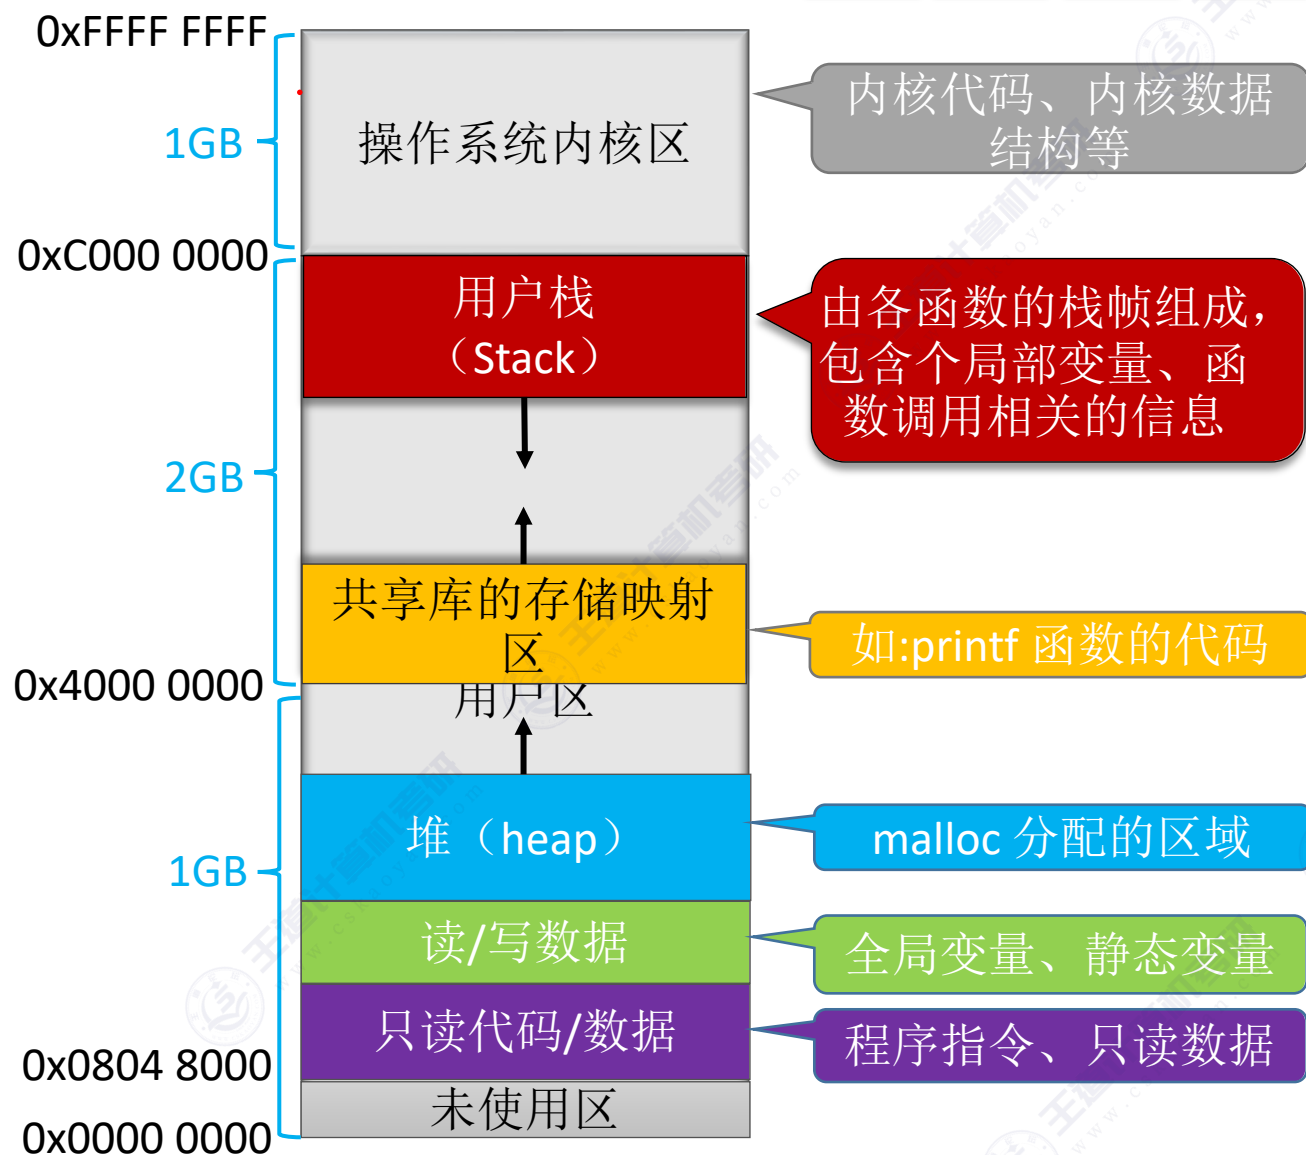 0xFFFF FFFF
1GB
操作系统内核区
内核代码、内核数据
结构等
0xC000 0000
用户栈
（Stack）
由各函数的栈帧组成，
包含个局部变量、函
数调用相关的信息
2GB
共享库的存储映射
区
如:printf 函数的代码
0x4000 0000
用户区
堆（heap）
malloc 分配的区域
1GB
读/写数据
全局变量、静态变量
只读代码/数据
程序指令、只读数据
0x0804 8000
未使用区
0x0000 0000